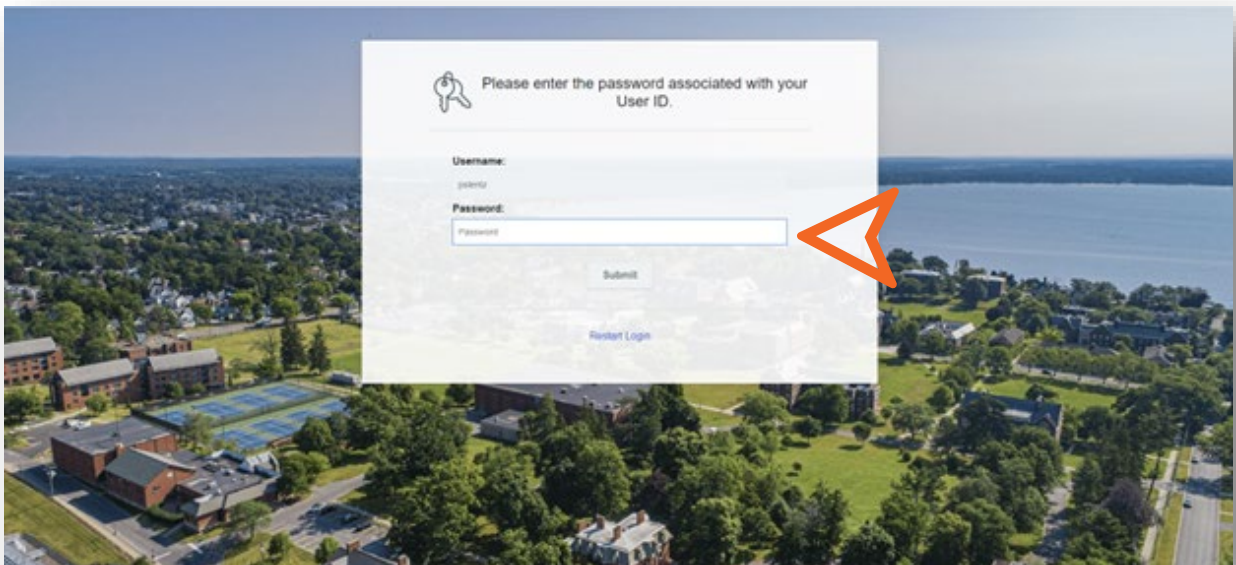 Please enter the password associated with your
User ID.
Username:
Password:
Password
Submit
Restart Login